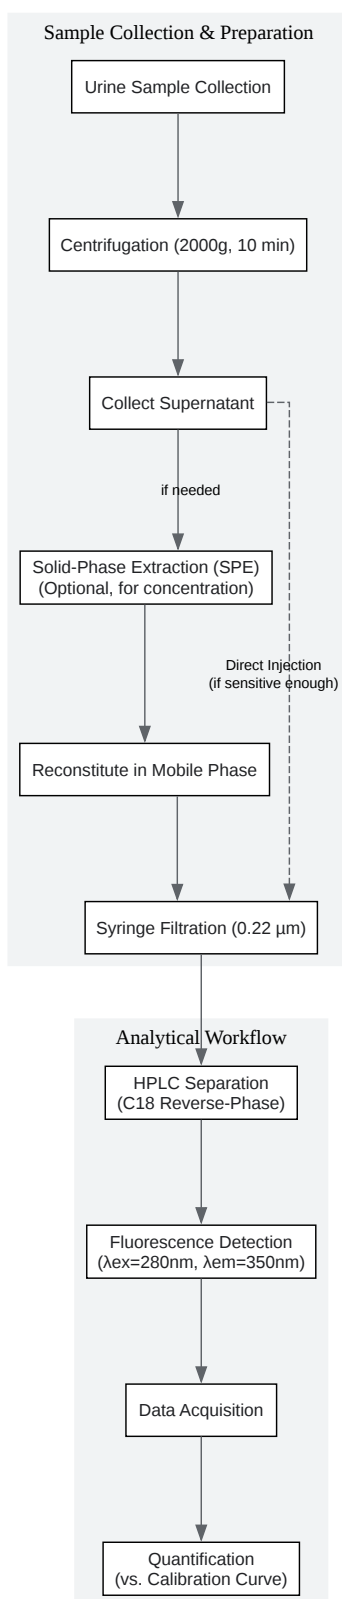 Sample Collection & Preparation
Urine Sample Collection
Centrifugation (2000g, 10 min)
Collect Supernatant
if needed
Solid-Phase Extraction (SPE)
(Optional, for concentration)
Direct Injection
(if sensitive enough)
Reconstitute in Mobile Phase
Syringe Filtration (0.22 µm)
Analytical Workflow
HPLC Separation
(C18 Reverse-Phase)
Fluorescence Detection
(λex=280nm, λem=350nm)
Data Acquisition
Quantification
(vs. Calibration Curve)